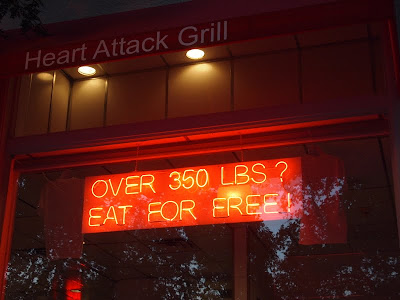 Heart Attack Grill
OVER 350 LBS?
EAT FOR FREE!